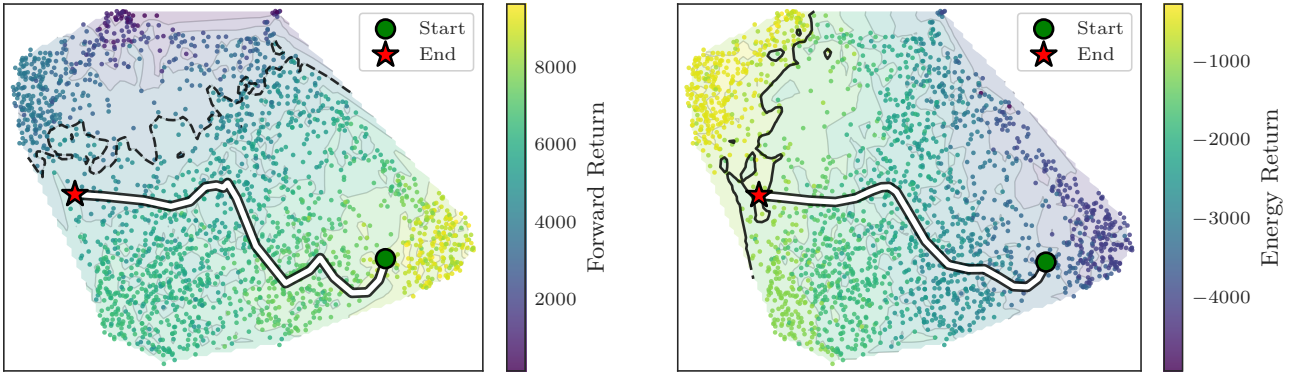 Start
End
8000
6000
4000
2000
Forward Return
Start
End
−1000
−2000
−3000
−4000
Energy Return